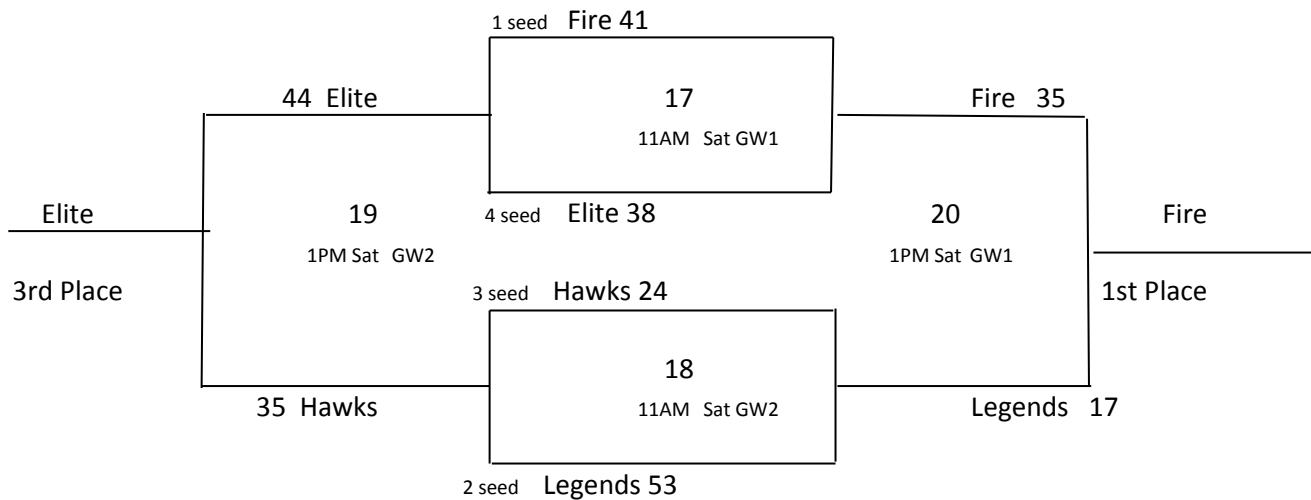 1 seed Fire 41
44 Elite
17
Fire 35
11AM Sat GW1
Elite
19
4 seed Elite 38
20
Fire
1PM Sat GW2
1PM Sat GW1
3rd Place
3 seed Hawks 24
1st Place
18
35 Hawks
11AM Sat GW2
Legends 17
2 seed Legends 53